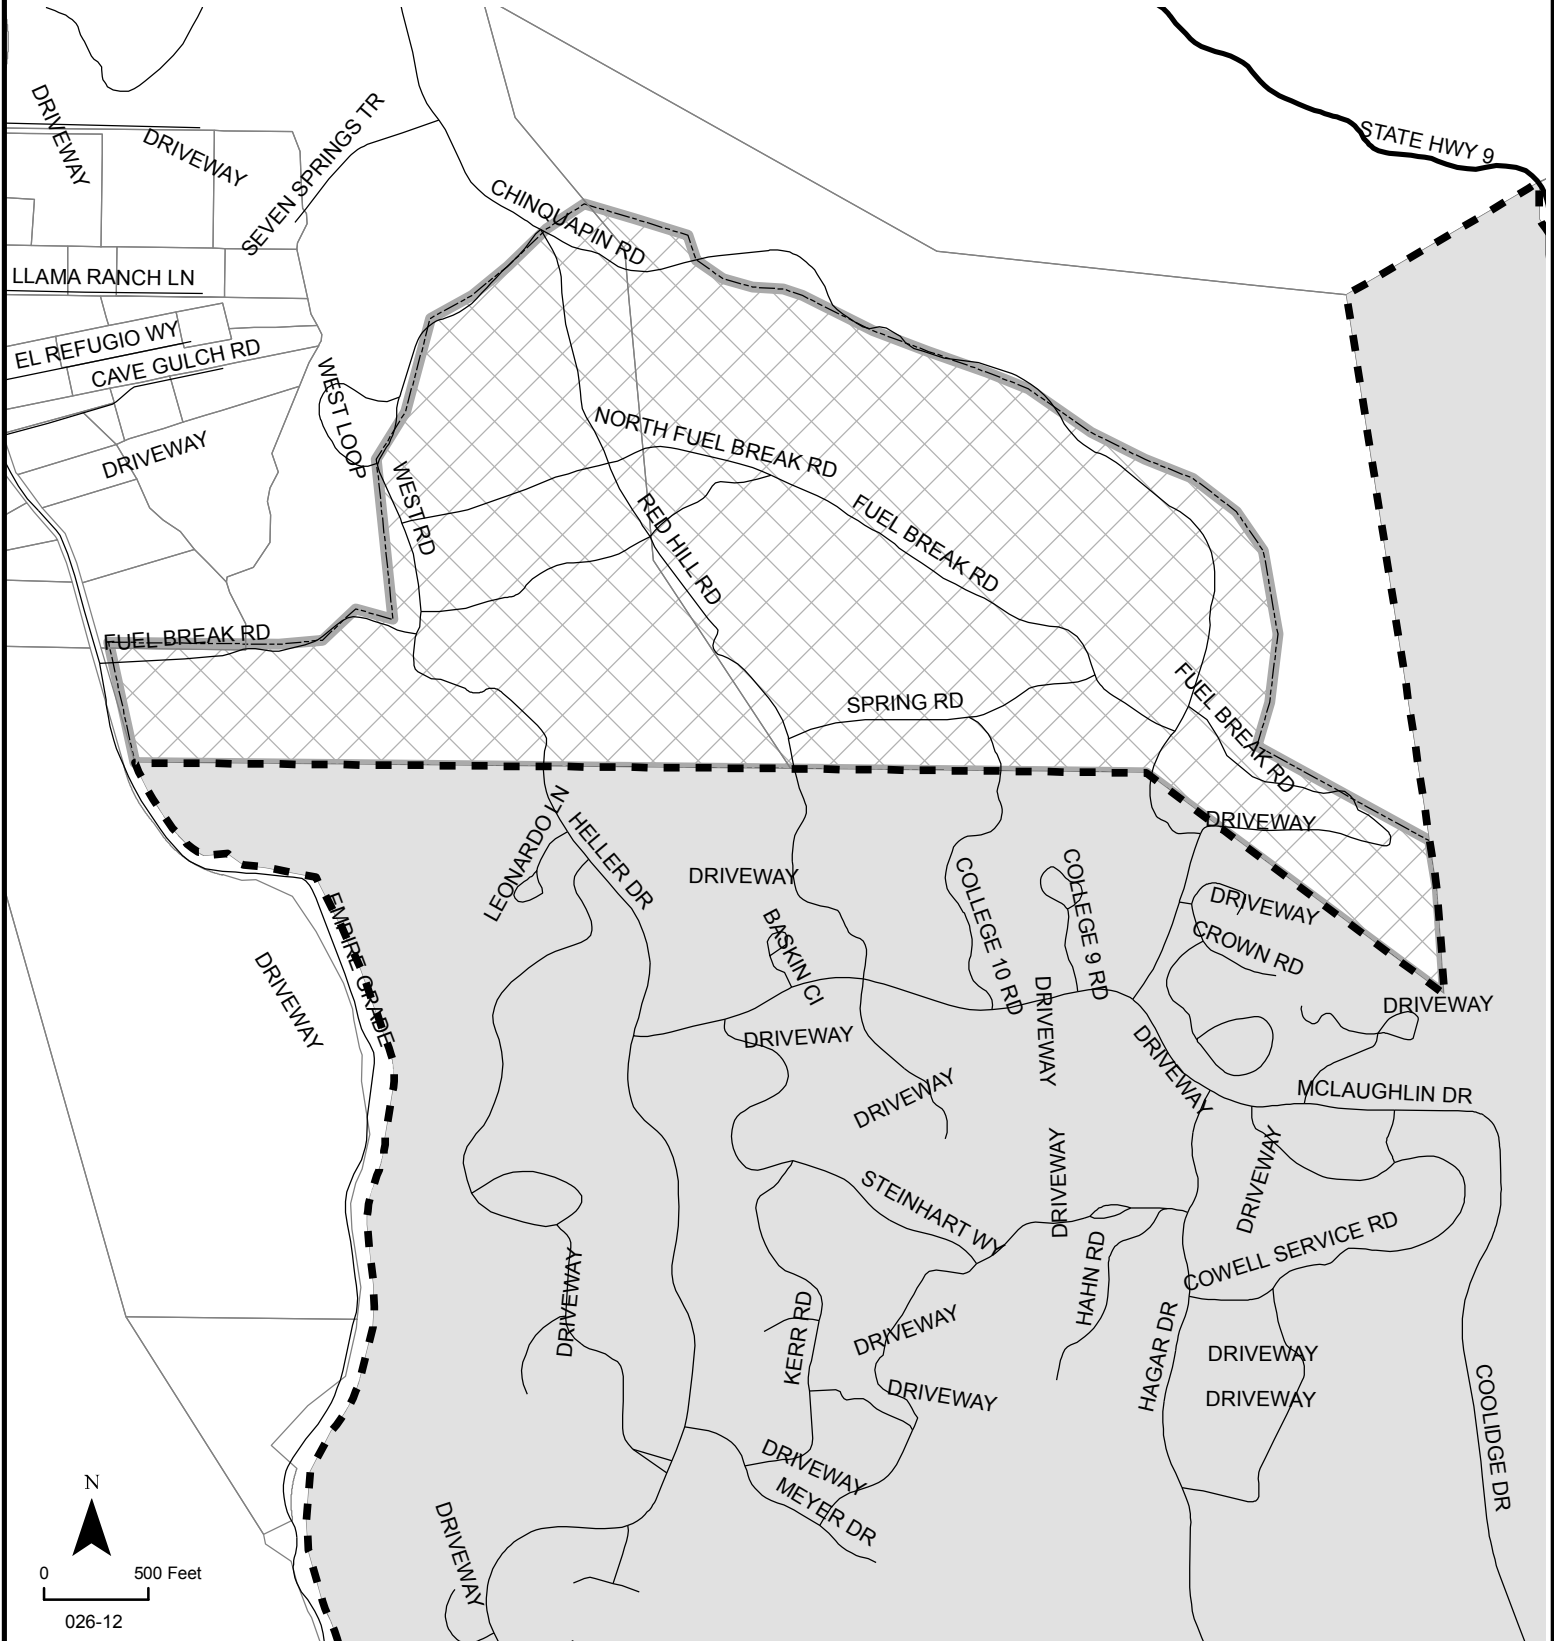 DRIVEWAY
DRIVEWAY
SEVEN SPRINGS TR
STATE HWY 9
CHINQUAPIN RD
LLAMA RANCH LN
EL REFUGIO WY
CAVE GULCH RD
WEST LOOP
DRIVEWAY
NORTH FUEL BREAK RD
WEST RD
RED HILL RD
FUEL BREAK RD
FUEL BREAK RD
SPRING RD
FUEL BREAK RD
LEONARDO LN
HELLER DR
DRIVEWAY
DRIVEWAY
COLLEGE 10 RD
COLLEGE 9 RD
DRIVEWAY
CROWN RD
BASKIN CI
EMPIRE GRADE
DRIVEWAY
DRIVEWAY
DRIVEWAY
DRIVEWAY
DRIVEWAY
DRIVEWAY
MCLAUGHLIN DR
DRIVEWAY
DRIVEWAY
DRIVEWAY
STEINHART WY
COWELL SERVICE RD
HAHN RD
DRIVEWAY
KERR RD
DRIVEWAY
HAGAR DR
DRIVEWAY
DRIVEWAY
DRIVEWAY
COOLIDGE DR
DRIVEWAY
MEYER DR
DRIVEWAY
N
0 500 Feet
026-12